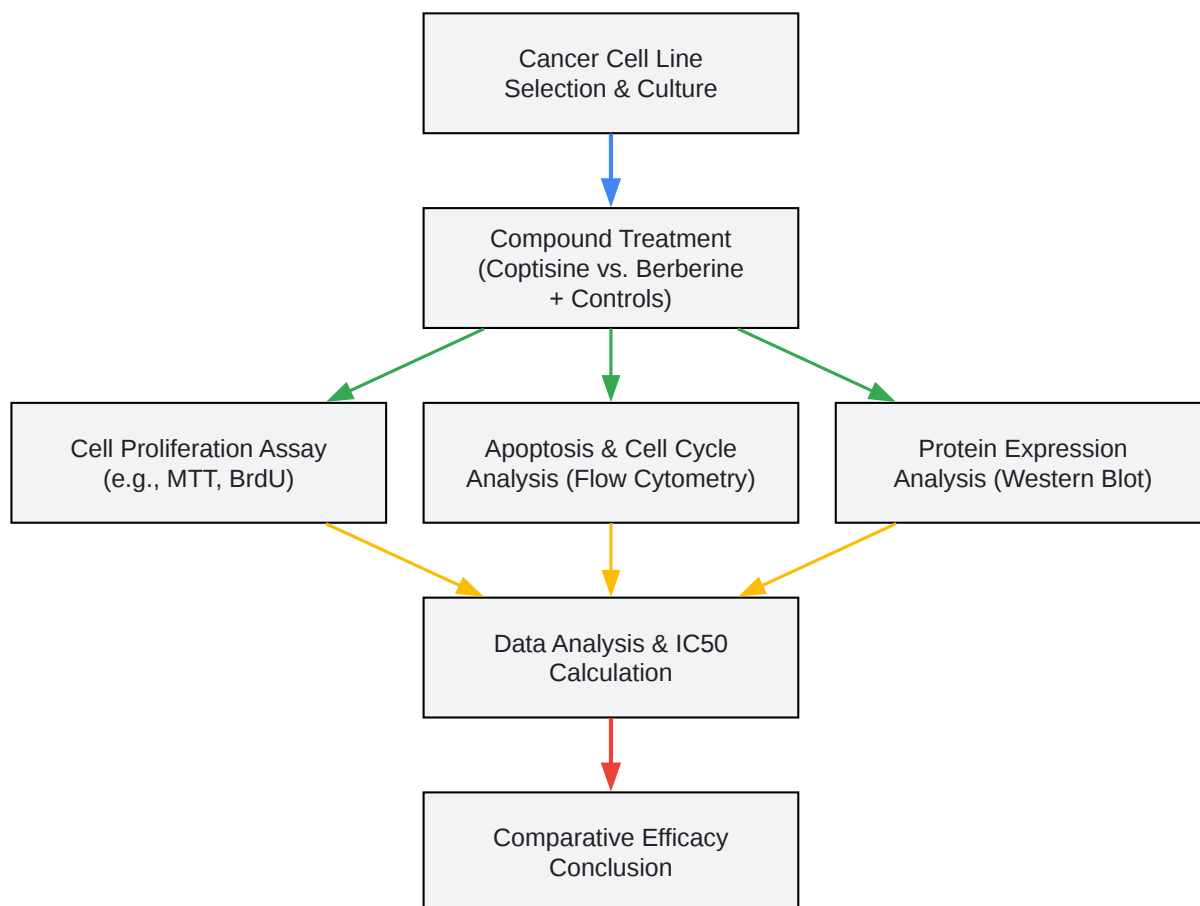 Cancer Cell Line
Selection & Culture
Compound Treatment
(Coptisine vs. Berberine
+ Controls)
Cell Proliferation Assay
(e.g., MTT, BrdU)
Apoptosis & Cell Cycle
Analysis (Flow Cytometry)
Protein Expression
Analysis (Western Blot)
Data Analysis & IC50
Calculation
Comparative Efficacy
Conclusion